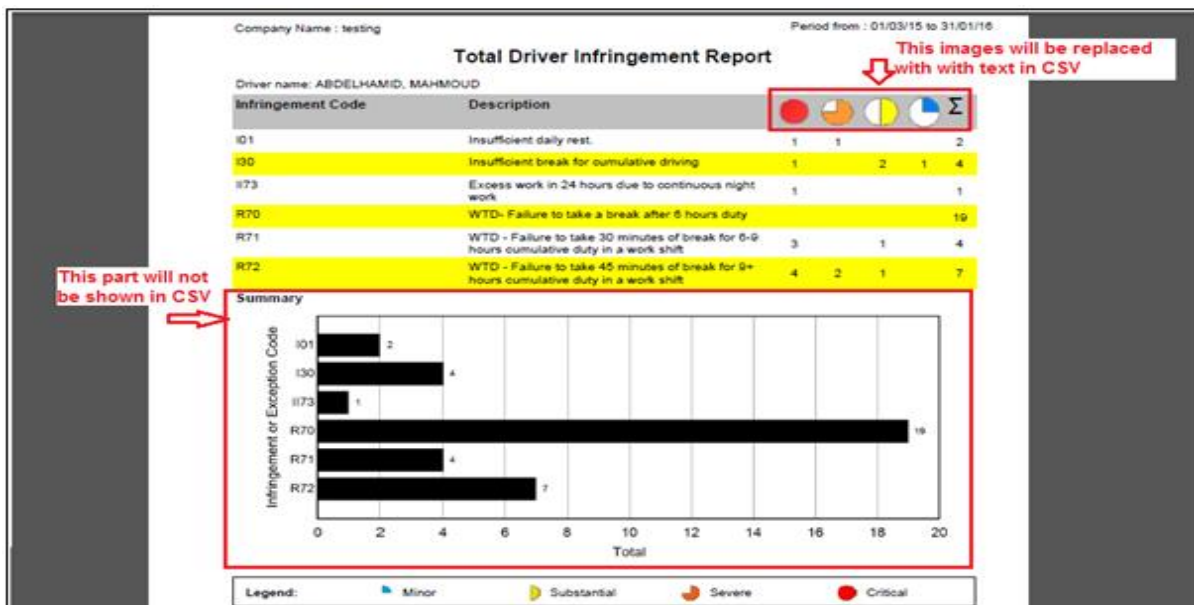 Company Name : testing
Period from : 01/03/15 to 31/01/16
Total Driver Infringement Report
This images will be replaced
with with text in CSV
Driver name: ABDELHAMID, MAHMOUD
Infringement Code Description Σ
I01 Insufficient daily rest. 1 1 2
I30 Insufficient break for cumulative driving 1 2 1 4
II73 Excess work in 24 hours due to continuous night
work 1 1
R70 WTD- Failure to take a break after 6 hours duty 19
R71 WTD - Failure to take 30 minutes of break for 6-9
hours cumulative duty in a work shift 3 1 4
R72 WTD - Failure to take 45 minutes of break for 9+
hours cumulative duty in a work shift 4 2 1 7
This part will not
be shown in CSV
Summary
Infringement or Exception Code
I01 2
I30 4
II73 1
R70 19
R71 4
R72 7
0 2 4 6 8 10 12 14 16 18 20
Total
Legend: Minor Substantial Severe Critical